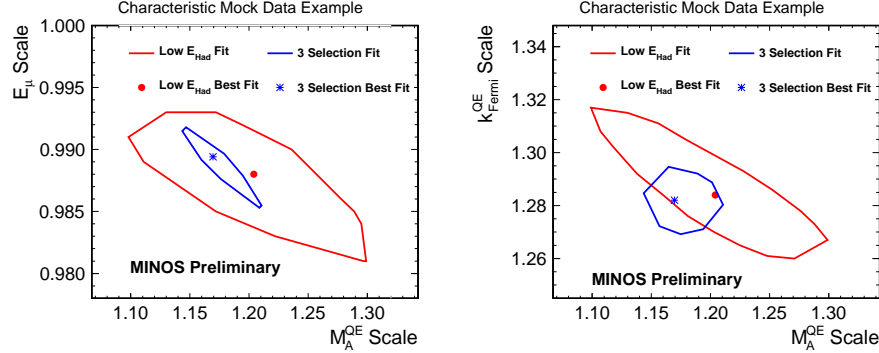 Characteristic Mock Data Example
E_μ Scale
1.000
0.995
0.990
0.985
0.980
Low E_Had Fit
3 Selection Fit
Low E_Had Best Fit
3 Selection Best Fit
MINOS Preliminary
1.10 1.15 1.20 1.25 1.30
M_A^QE Scale
Characteristic Mock Data Example
k_Fermi^QE Scale
1.34
1.32
1.30
1.28
1.26
Low E_Had Fit
3 Selection Fit
Low E_Had Best Fit
3 Selection Best Fit
MINOS Preliminary
1.10 1.15 1.20 1.25 1.30
M_A^QE Scale